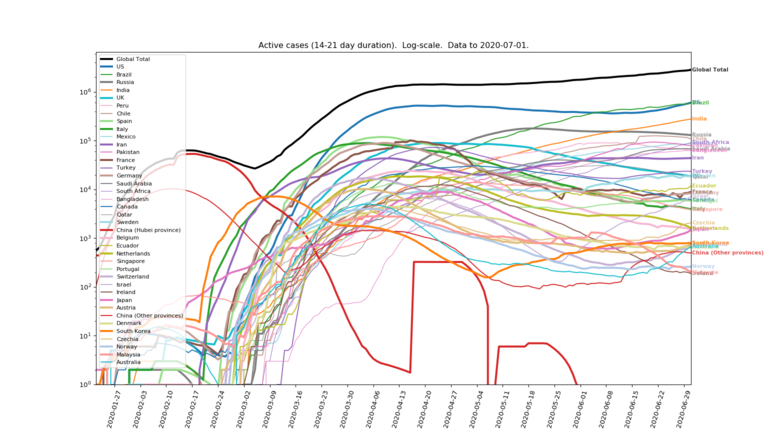 Active cases (14-21 day duration).  Log-scale.  Data to 2020-07-01.
Global Total
US
Brazil
Russia
India
UK
Peru
Chile
Spain
Italy
Mexico
Iran
Pakistan
France
Turkey
Germany
Saudi Arabia
South Africa
Bangladesh
Canada
Qatar
Sweden
China (Hubei province)
Belgium
Ecuador
Netherlands
Singapore
Portugal
Switzerland
Israel
Ireland
Japan
Austria
China (Other provinces)
Denmark
South Korea
Czechia
Norway
Malaysia
Australia
10⁶
10⁵
10⁴
10³
10²
10¹
10⁰
Global Total
Brazil
India
Russia
South Africa
Iran
Turkey
Ecuador
France
Italy
Czechia
South Korea
China (Other provinces)
Norway
2020-01-27
2020-02-03
2020-02-10
2020-02-17
2020-02-24
2020-03-02
2020-03-09
2020-03-16
2020-03-23
2020-03-30
2020-04-06
2020-04-13
2020-04-20
2020-04-27
2020-05-04
2020-05-11
2020-05-18
2020-05-25
2020-06-01
2020-06-08
2020-06-15
2020-06-22
2020-06-29